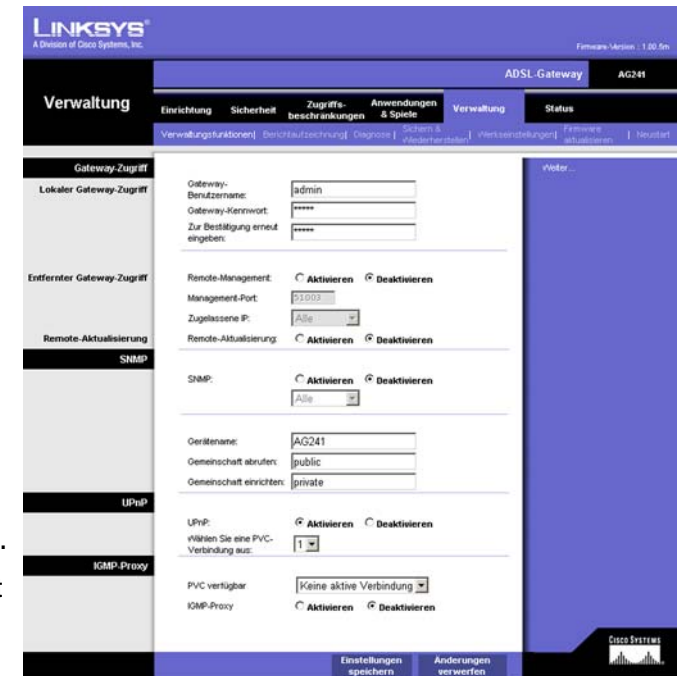 LINKSYS®
A Division of Cisco Systems, Inc.
Firmware-Version : 1.00.5m
ADSL-Gateway AG241
Verwaltung
Einrichtung Sicherheit Zugriffs-beschränkungen Anwendungen & Spiele Verwaltung Status
Verwaltungsfunktionen | Berichtaufzeichnung | Diagnose | Sichern & Wiederherstellen | Werkseinstellungen | Firmware aktualisieren | Neustart
Gateway-Zugriff
Weiter...
Lokaler Gateway-Zugriff
Gateway-Benutzername: admin
Gateway-Kennwort: *****
Zur Bestätigung erneut eingeben: *****
Entfernter Gateway-Zugriff
Remote-Management: Aktivieren Deaktivieren
Management-Port: 51003
Zugelassene IP: Alle
Remote-Aktualisierung
Remote-Aktualisierung: Aktivieren Deaktivieren
SNMP
SNMP: Aktivieren Deaktivieren
Alle
Gerätename: AG241
Gemeinschaft abrufen: public
Gemeinschaft einrichten: private
UPnP
UPnP: Aktivieren Deaktivieren
Wählen Sie eine PVC-Verbindung aus: 1
IGMP-Proxy
PVC verfügbar Keine aktive Verbindung
IGMP-Proxy Aktivieren Deaktivieren
Einstellungen speichern Änderungen verwerfen
CISCO SYSTEMS